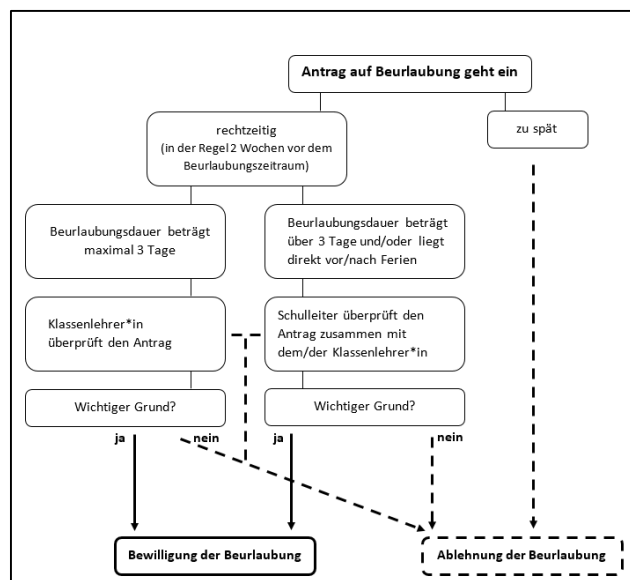 Antrag auf Beurlaubung geht ein
rechtzeitig
(in der Regel 2 Wochen vor dem
Beurlaubungszeitraum)
zu spät
Beurlaubungsdauer beträgt
maximal 3 Tage
Beurlaubungsdauer beträgt
über 3 Tage und/oder liegt
direkt vor/nach Ferien
Klassenlehrer*in
überprüft den Antrag
Schulleiter überprüft den
Antrag zusammen mit
dem/der Klassenlehrer*in
Wichtiger Grund?
Wichtiger Grund?
ja
nein
ja
nein
Bewilligung der Beurlaubung
Ablehnung der Beurlaubung